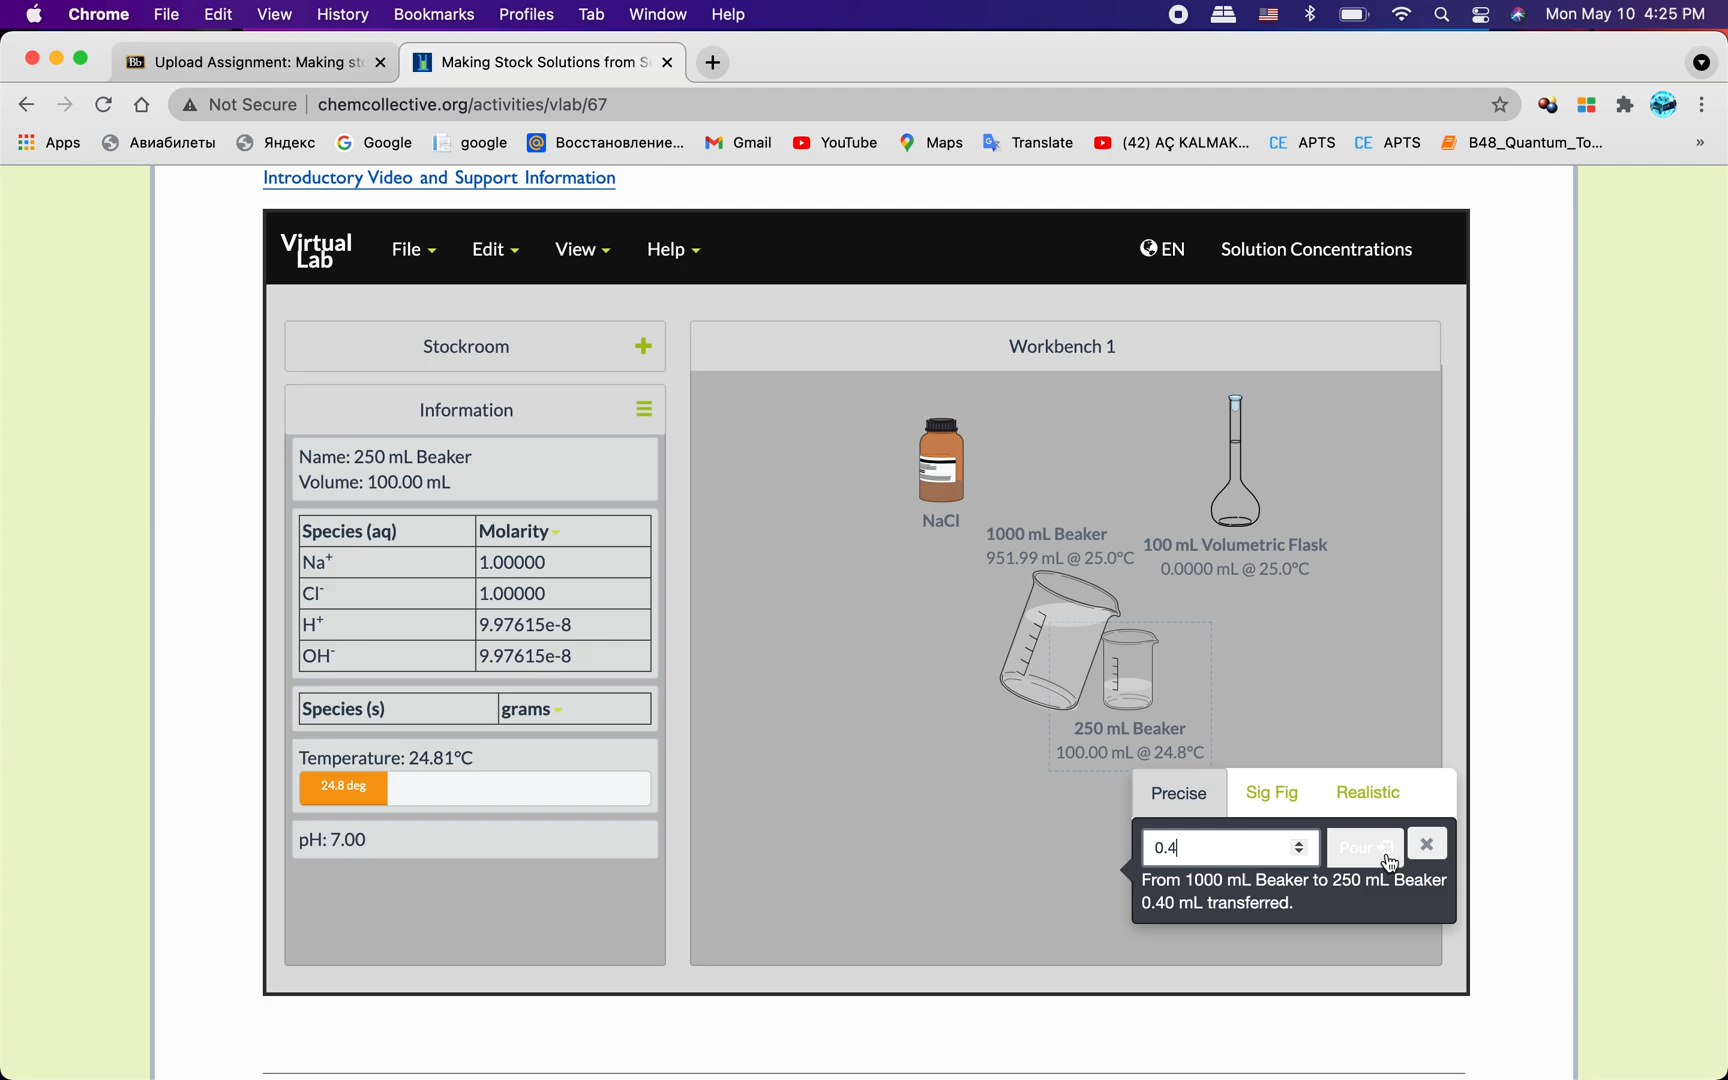 Chrome File Edit View History Bookmarks Profiles Tab Window Help Mon May 10 4:25 PM
Bb Upload Assignment: Making st Making Stock Solutions from S
Not Secure chemcollective.org/activities/vlab/67
Apps Авиабилеты Яндекс Google google Восстановление... Gmail YouTube Maps Translate (42) AÇ KALMAK... CE APTS CE APTS B48_Quantum_To... »
Introductory Video and Support Information
Virtual Lab File Edit View Help EN Solution Concentrations
Stockroom
Workbench 1
Information
Name: 250 mL Beaker
Volume: 100.00 mL
Species (aq) Molarity
Na⁺ 1.00000
Cl⁻ 1.00000
H⁺ 9.97615e-8
OH⁻ 9.97615e-8
Species (s) grams
Temperature: 24.81°C
24.8 deg
pH: 7.00
NaCl
1000 mL Beaker
951.99 mL @ 25.0°C
100 mL Volumetric Flask
0.0000 mL @ 25.0°C
250 mL Beaker
100.00 mL @ 24.8°C
Precise Sig Fig Realistic
0.4 Pour
From 1000 mL Beaker to 250 mL Beaker
0.40 mL transferred.